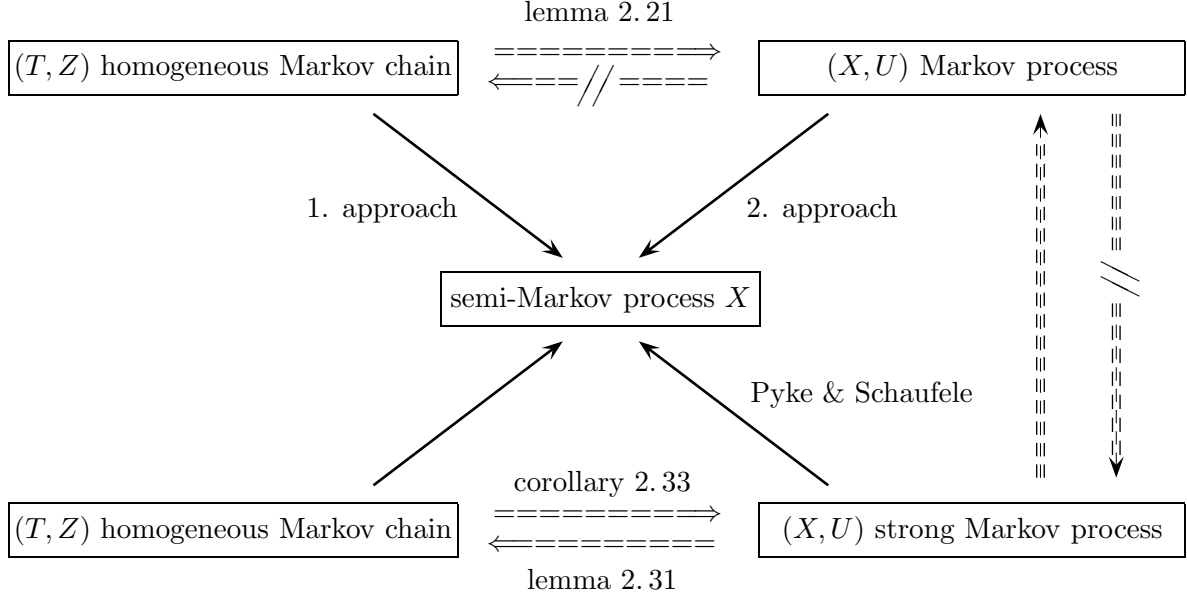 lemma 2.21
(T, Z) homogeneous Markov chain
(X, U) Markov process
1. approach
2. approach
semi-Markov process X
Pyke & Schaufele
corollary 2.33
(T, Z) homogeneous Markov chain
(X, U) strong Markov process
lemma 2.31